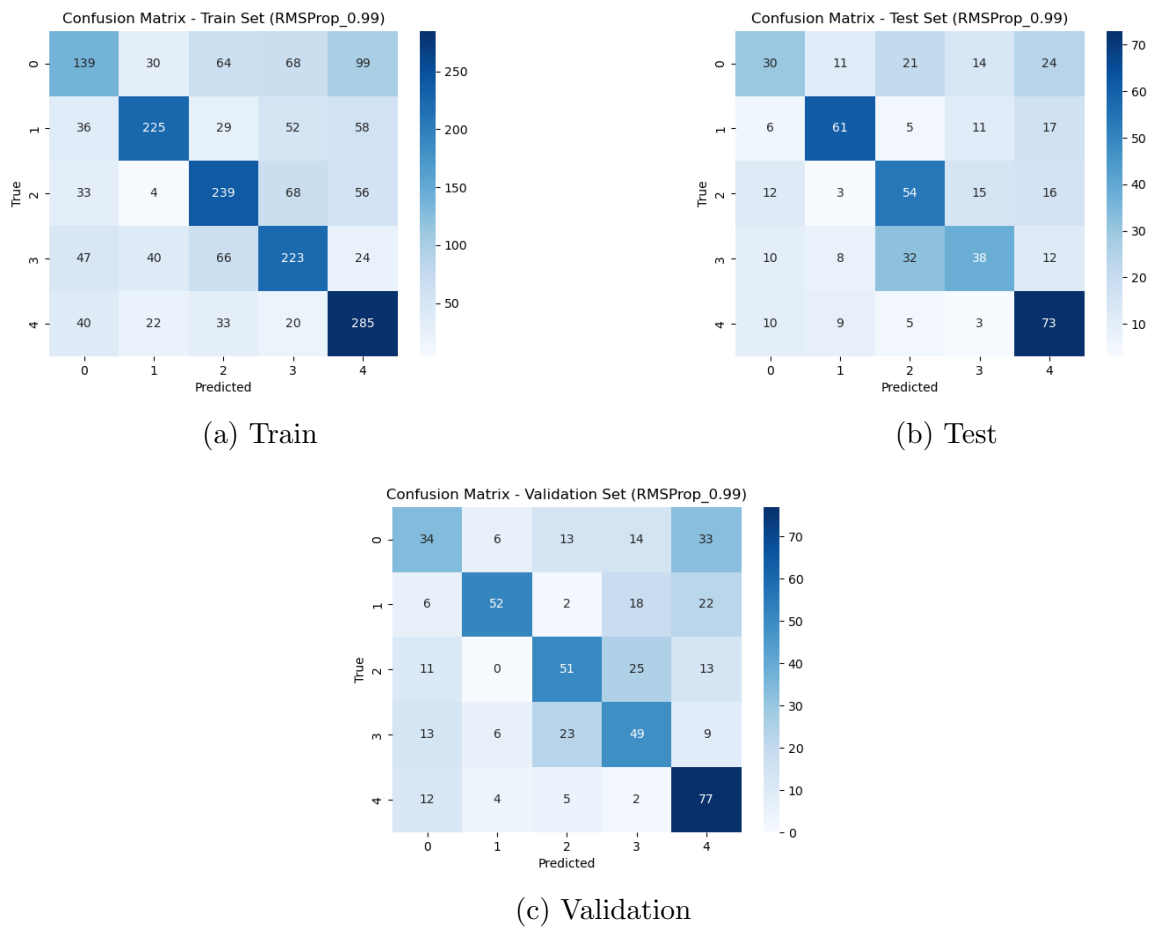 Confusion Matrix - Train Set (RMSProp_0.99)
0 139 30 64 68 99
1 36 225 29 52 58
2 33 4 239 68 56
3 47 40 66 223 24
4 40 22 33 20 285
0 1 2 3 4
Predicted
True
250
200
150
100
50
(a) Train
Confusion Matrix - Test Set (RMSProp_0.99)
0 30 11 21 14 24
1 6 61 5 11 17
2 12 3 54 15 16
3 10 8 32 38 12
4 10 9 5 3 73
0 1 2 3 4
Predicted
True
70
60
50
40
30
20
10
(b) Test
Confusion Matrix - Validation Set (RMSProp_0.99)
0 34 6 13 14 33
1 6 52 2 18 22
2 11 0 51 25 13
3 13 6 23 49 9
4 12 4 5 2 77
0 1 2 3 4
Predicted
True
70
60
50
40
30
20
10
0
(c) Validation